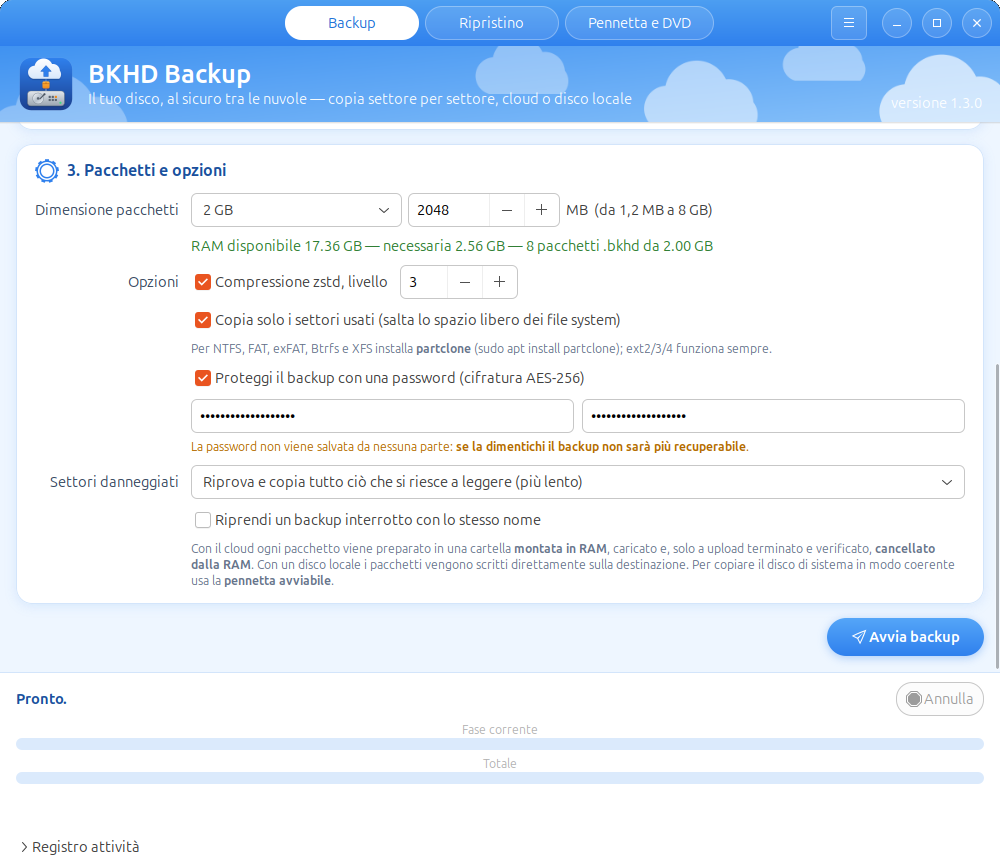 Backup
Ripristino
Pennetta e DVD
BKHD Backup
Il tuo disco, al sicuro tra le nuvole — copia settore per settore, cloud o disco locale
versione 1.3.0
3. Pacchetti e opzioni
Dimensione pacchetti
2 GB
2048
MB (da 1,2 MB a 8 GB)
RAM disponibile 17.36 GB — necessaria 2.56 GB — 8 pacchetti .bkhd da 2.00 GB
Opzioni
Compressione zstd, livello
3
Copia solo i settori usati (salta lo spazio libero dei file system)
Per NTFS, FAT, exFAT, Btrfs e XFS installa partclone (sudo apt install partclone); ext2/3/4 funziona sempre.
Proteggi il backup con una password (cifratura AES-256)
La password non viene salvata da nessuna parte: se la dimentichi il backup non sarà più recuperabile.
Settori danneggiati
Riprova e copia tutto ciò che si riesce a leggere (più lento)
Riprendi un backup interrotto con lo stesso nome
Con il cloud ogni pacchetto viene preparato in una cartella montata in RAM, caricato e, solo a upload terminato e verificato, cancellato
dalla RAM. Con un disco locale i pacchetti vengono scritti direttamente sulla destinazione. Per copiare il disco di sistema in modo coerente
usa la pennetta avviabile.
Avvia backup
Pronto.
Annulla
Fase corrente
Totale
Registro attività